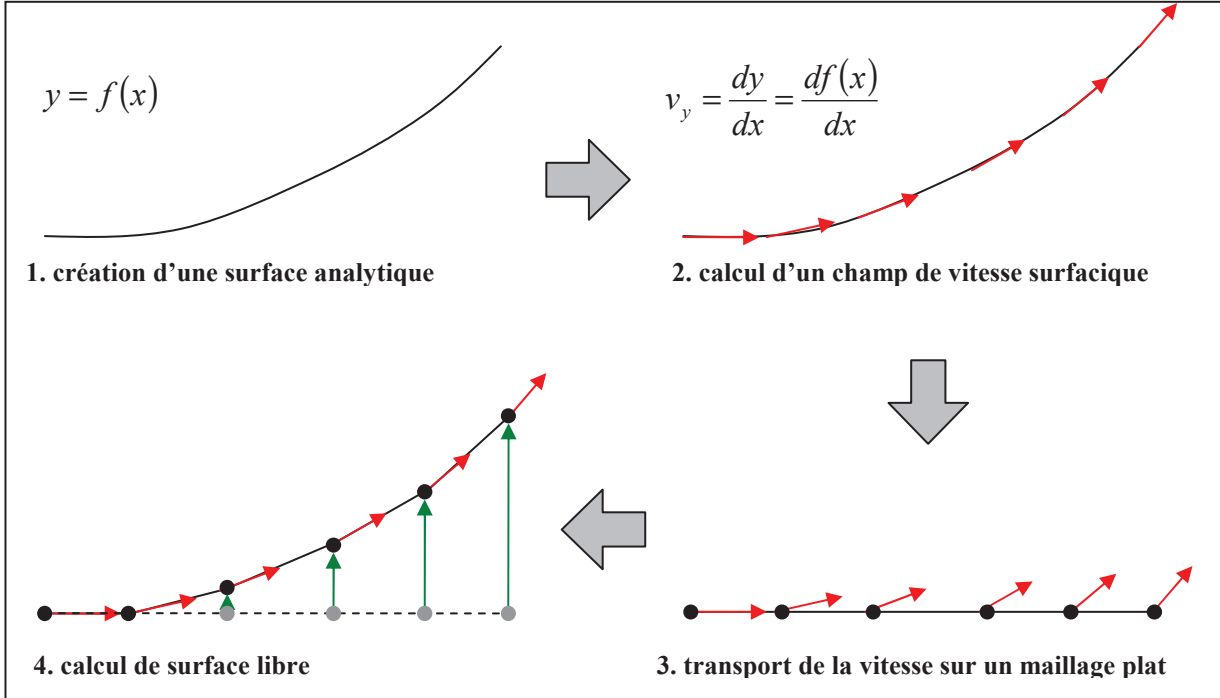 y = f(x)
1. création d'une surface analytique
v_y = dy/dx = df(x)/dx
2. calcul d'un champ de vitesse surfacique
3. transport de la vitesse sur un maillage plat
4. calcul de surface libre